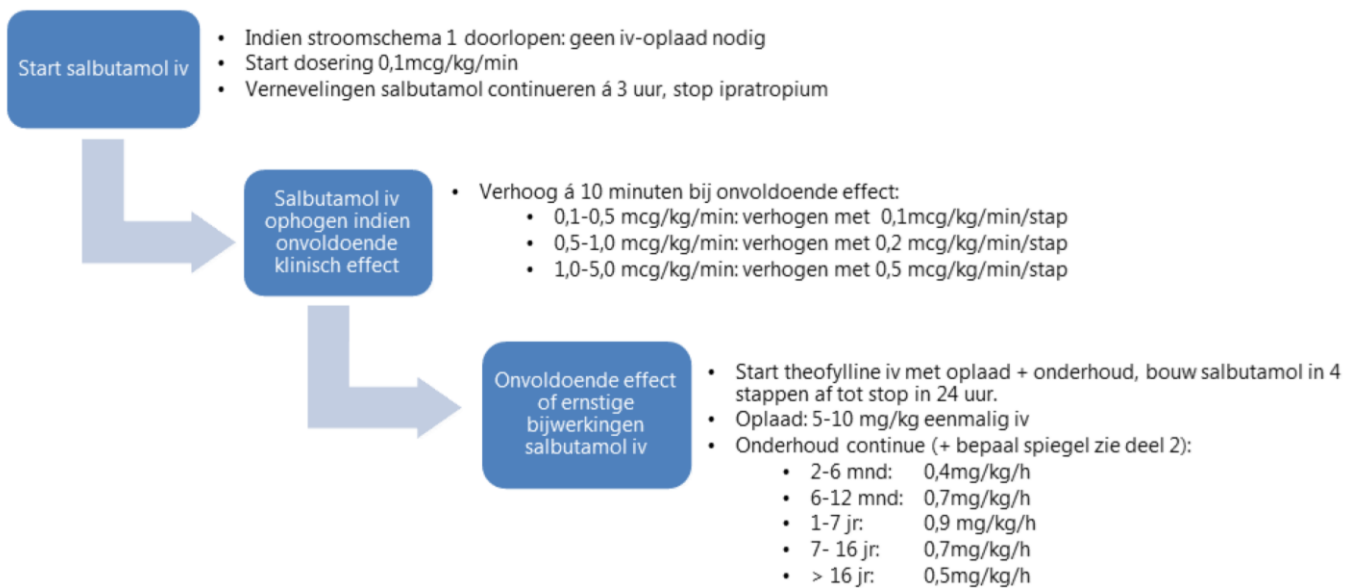 Start salbutamol iv
• Indien stroomschema 1 doorlopen: geen iv-oplaad nodig
• Start dosering 0,1mcg/kg/min
• Vernevelingen salbutamol continueren á 3 uur, stop ipratropium
Salbutamol iv
ophogen indien
onvoldoende
klinisch effect
• Verhoog á 10 minuten bij onvoldoende effect:
• 0,1-0,5 mcg/kg/min: verhogen met 0,1mcg/kg/min/stap
• 0,5-1,0 mcg/kg/min: verhogen met 0,2 mcg/kg/min/stap
• 1,0-5,0 mcg/kg/min: verhogen met 0,5 mcg/kg/min/stap
Onvoldoende effect
of ernstige
bijwerkingen
salbutamol iv
• Start theofylline iv met oplaad + onderhoud, bouw salbutamol in 4
stappen af tot stop in 24 uur.
• Oplaad: 5-10 mg/kg eenmalig iv
• Onderhoud continue (+ bepaal spiegel zie deel 2):
• 2-6 mnd: 0,4mg/kg/h
• 6-12 mnd: 0,7mg/kg/h
• 1-7 jr: 0,9 mg/kg/h
• 7- 16 jr: 0,7mg/kg/h
• > 16 jr: 0,5mg/kg/h